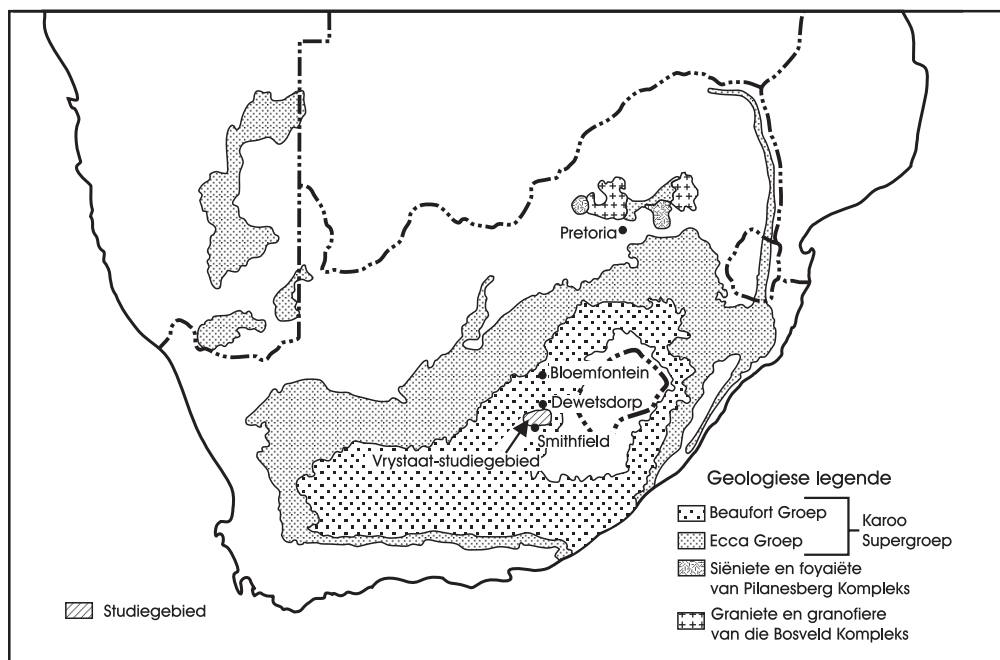 Pretoria
Bloemfontein
Dewetsdorp
Smithfield
Vrystaat-studiegebied
Geologiese legende
Beaufort Groep
Ecca Groep
Karoo
Supergroep
Siëniete en foyaiëte
van Pilanesberg Kompleks
Graniete en granofiere
van die Bosveld Kompleks
Studiegebied